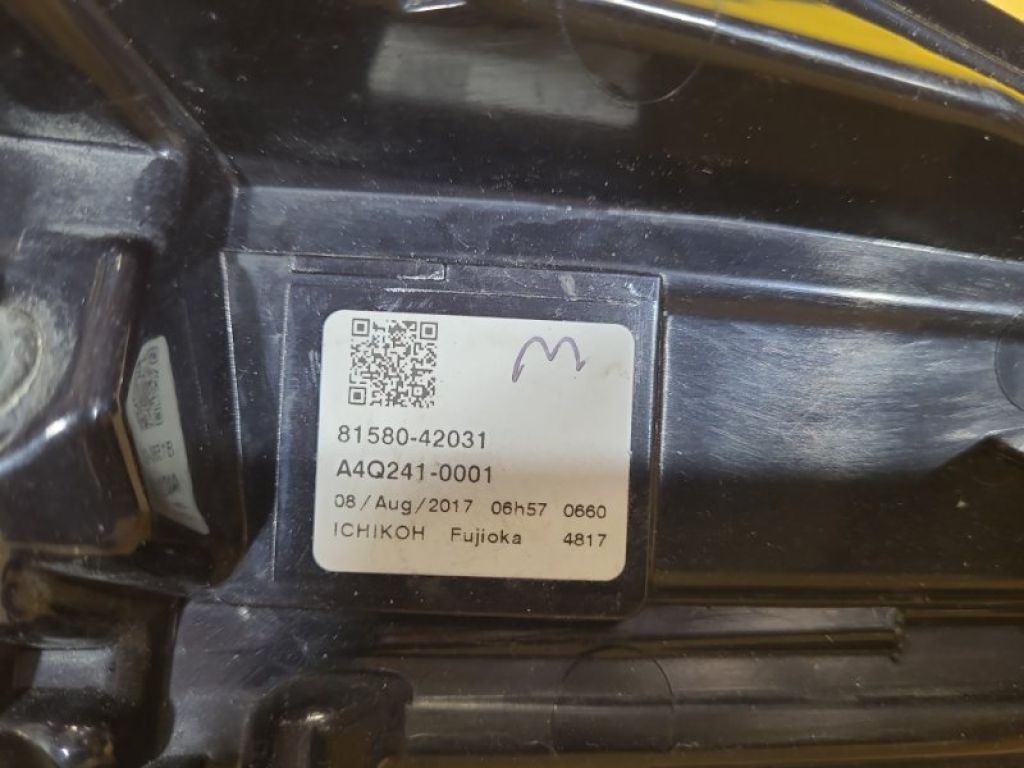 81580-42031
A4Q241-0001
08/Aug/2017 06h57 0660
ICHIKOH Fujioka 4817